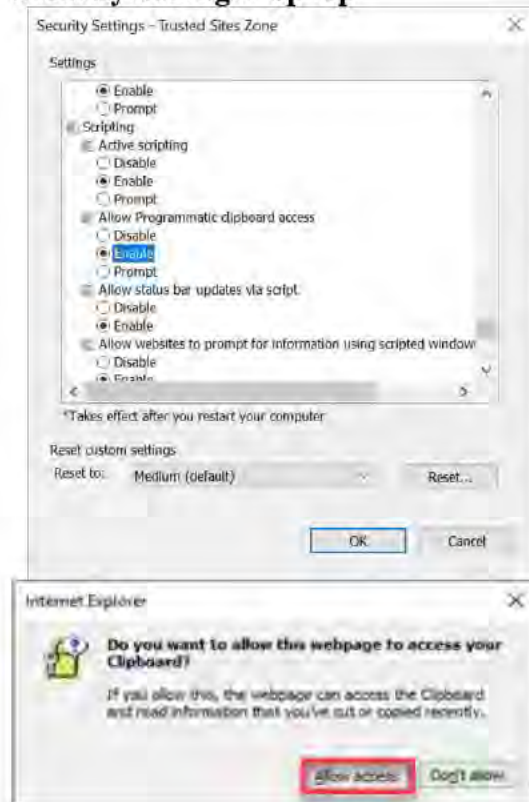 Security Settings - Trusted Sites Zone
Settings
Enable
Prompt
Scripting
Active scripting
Disable
Enable
Prompt
Allow Programmatic clipboard access
Disable
Enable
Prompt
Allow status bar updates via script
Disable
Enable
Allow websites to prompt for information using scripted window
Disable
Enable
*Takes effect after you restart your computer
Reset custom settings
Reset to: Medium (default) Reset...
OK Cancel
Internet Explorer
Do you want to allow this webpage to access your
Clipboard?
If you allow this, the webpage can access the Clipboard
and read information that you've cut or copied recently.
Allow access Don't allow